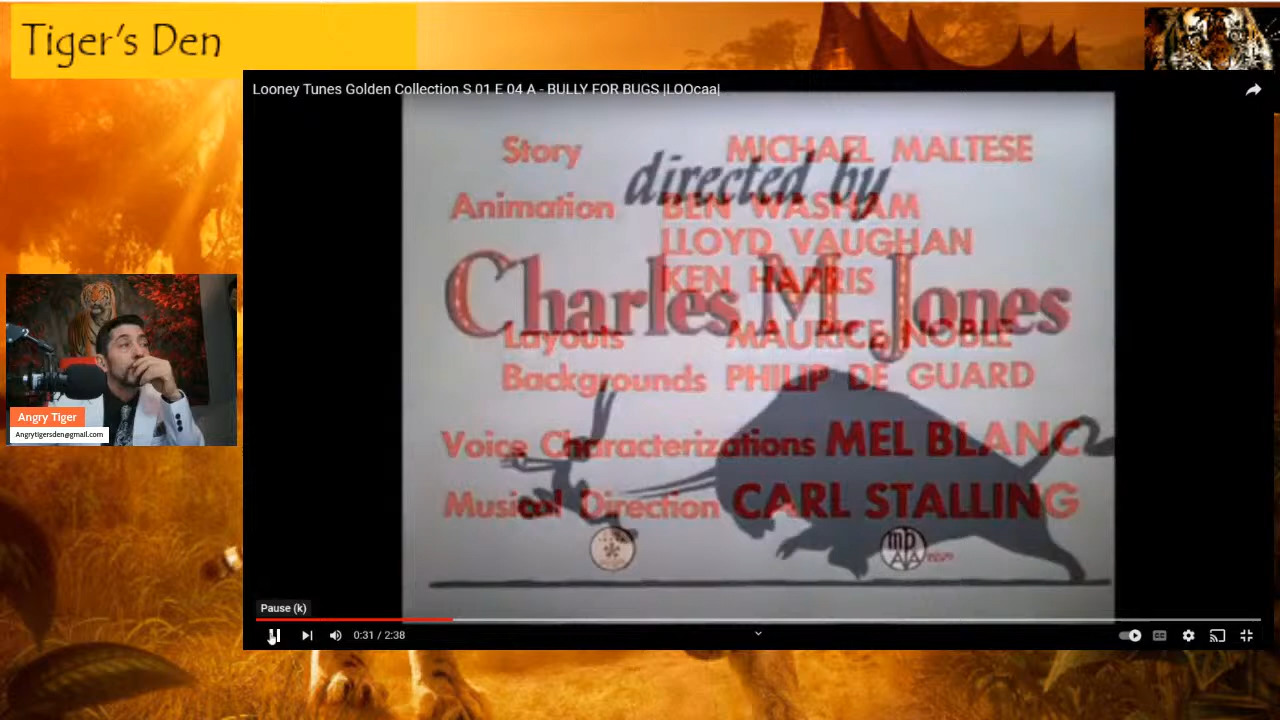 Tiger's Den
Looney Tunes Golden Collection S 01 E 04 A - BULLY FOR BUGS |LOOcaa|
Story MICHAEL MALTESE
directed by
Animation BEN WASHAM
LLOYD VAUGHAN
KEN HARRIS
Charles M. Jones
Layouts MAURICE NOBLE
Backgrounds PHILIP DE GUARD
Voice Characterizations MEL BLANC
Musical Direction CARL STALLING
Angry Tiger
Angrytigersden@gmail.com
Pause (k)
0:31 / 2:38